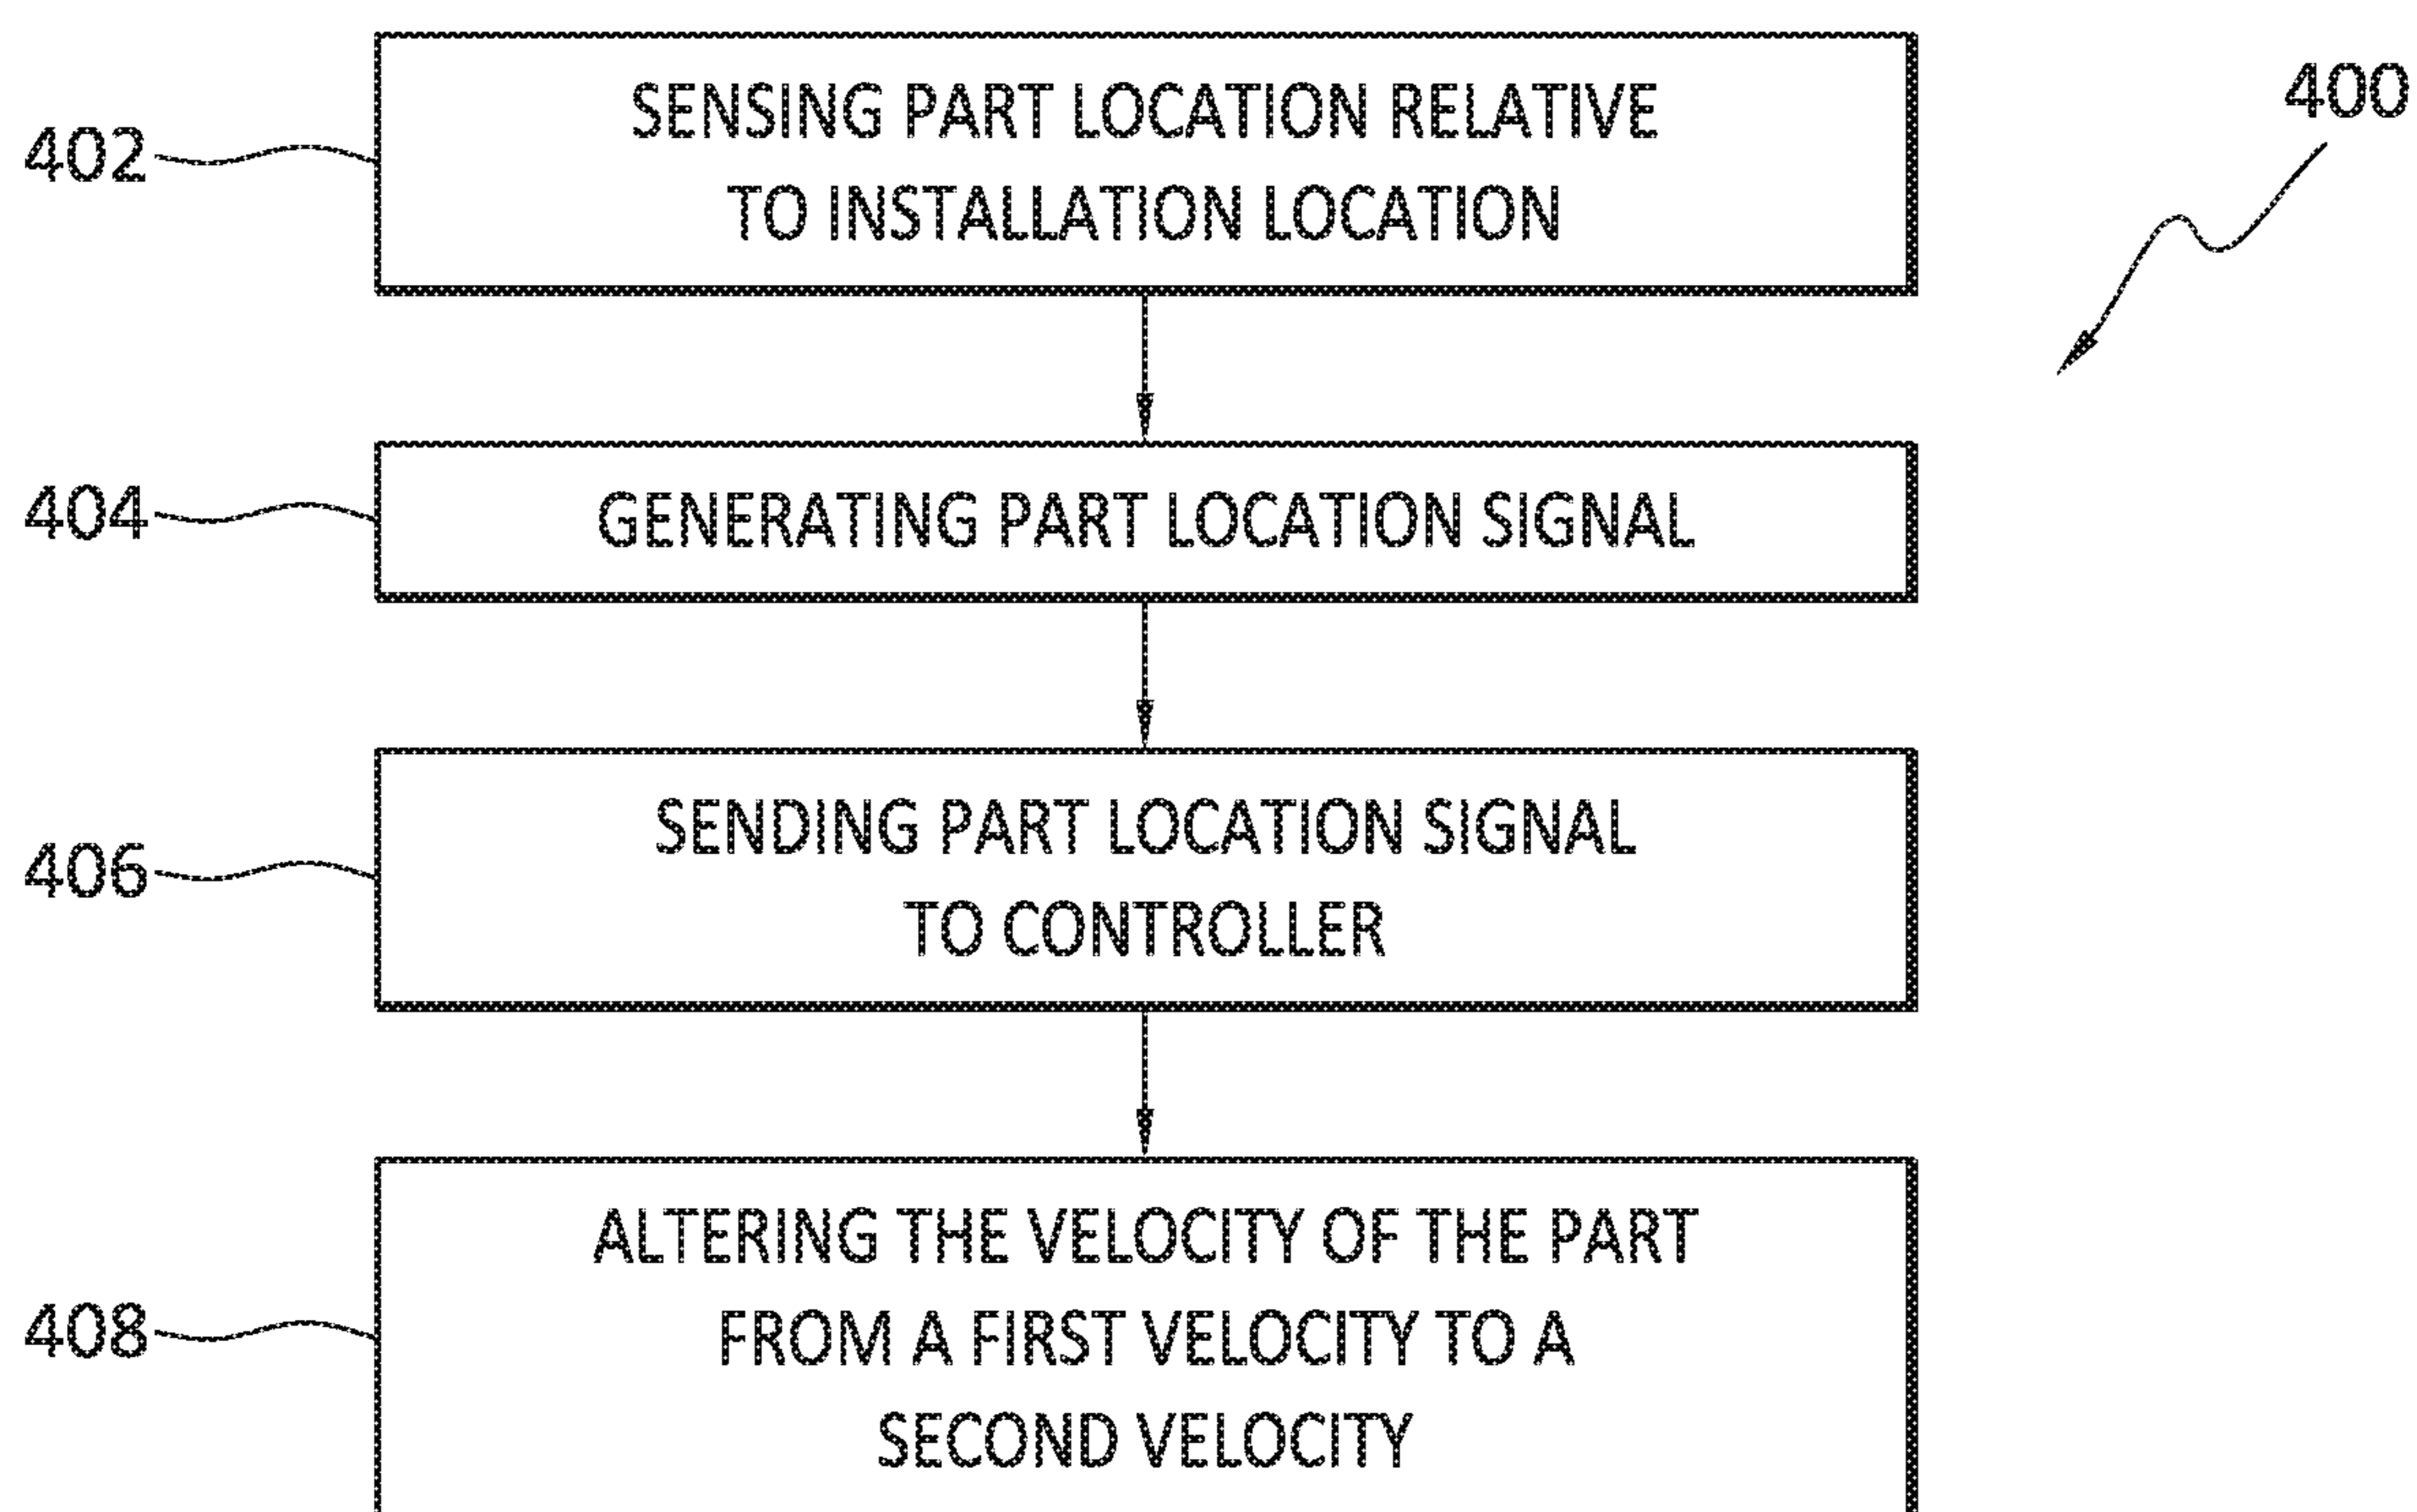 400
402
SENSING PART LOCATION RELATIVE
TO INSTALLATION LOCATION
404
GENERATING PART LOCATION SIGNAL
406
SENDING PART LOCATION SIGNAL
TO CONTROLLER
408
ALTERING THE VELOCITY OF THE PART
FROM A FIRST VELOCITY TO A
SECOND VELOCITY